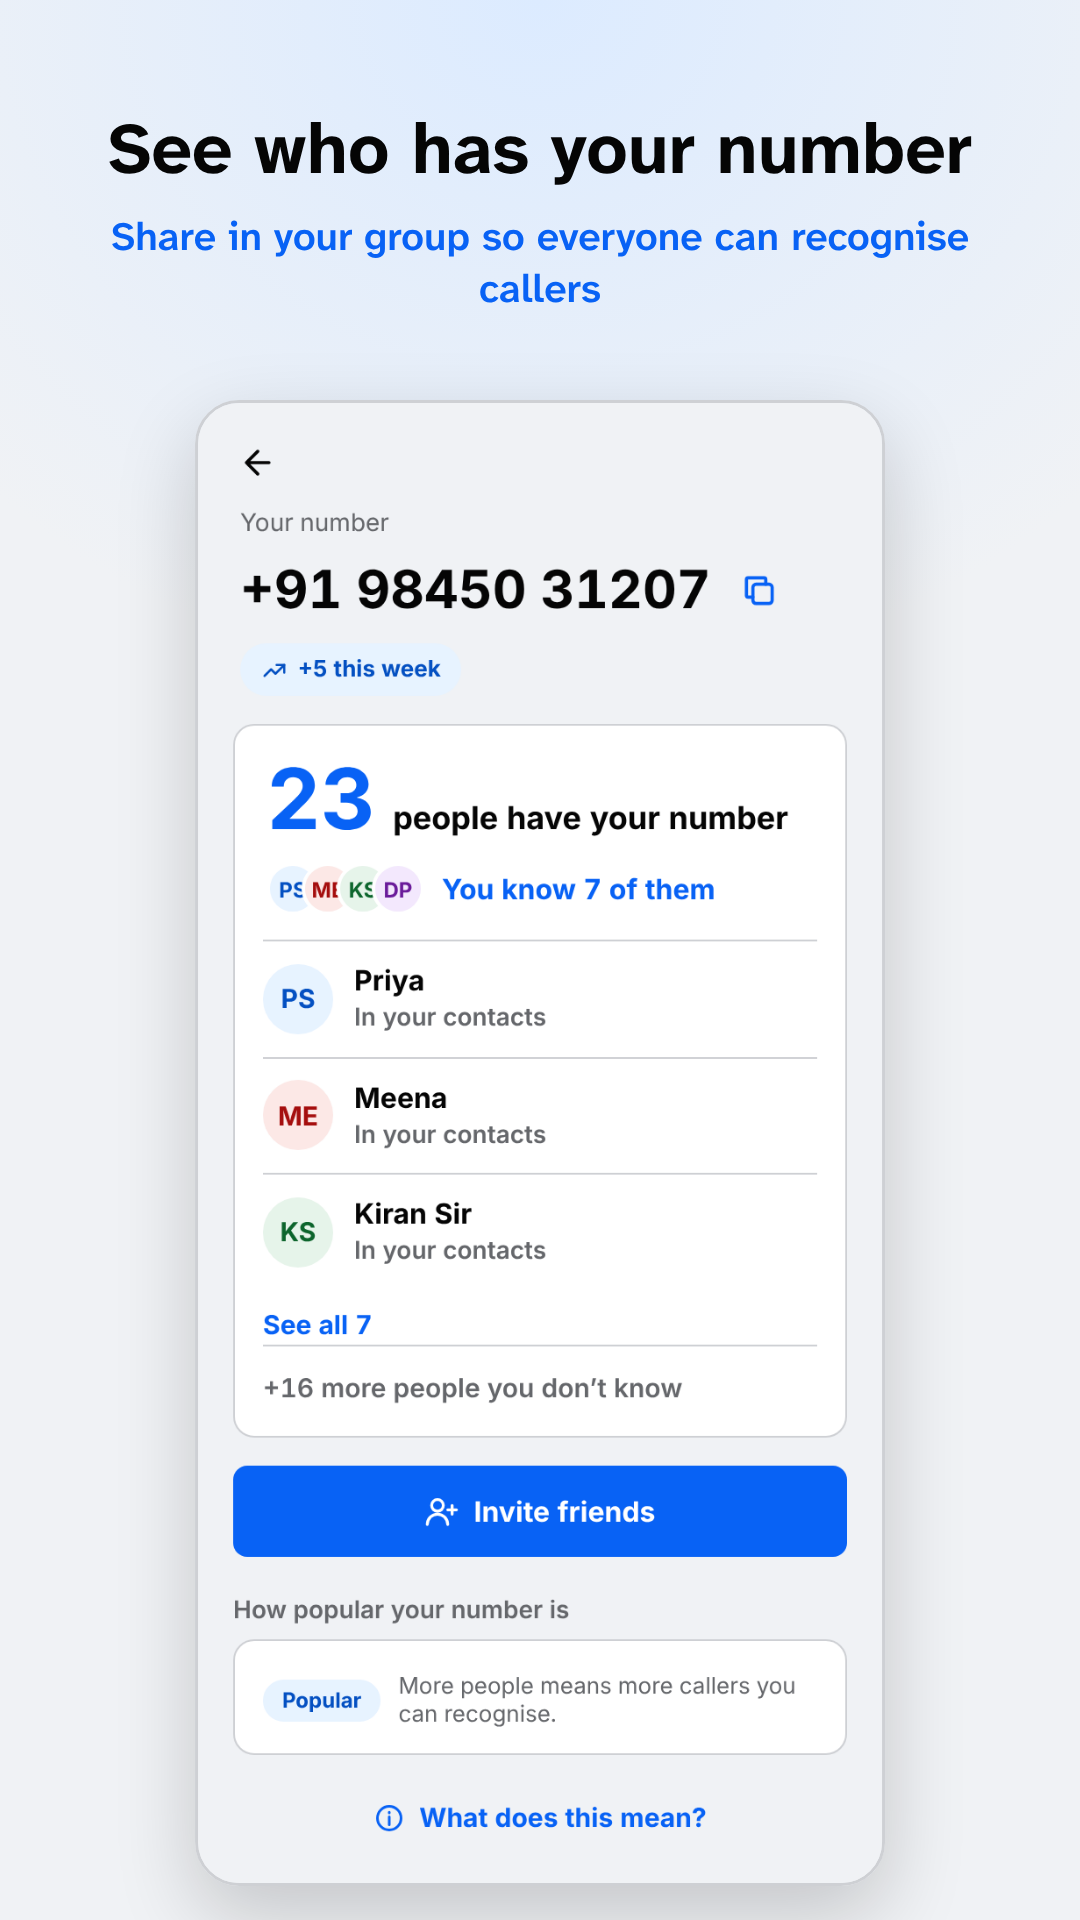 See who has your number
Share in your group so everyone can recognise
callers
Your number
+91 98450 31207
+5 this week
23 people have your number
PS ME KS DP You know 7 of them
PS
Priya
In your contacts
ME
Meena
In your contacts
KS
Kiran Sir
In your contacts
See all 7
+16 more people you don’t know
Invite friends
How popular your number is
Popular
More people means more callers you
can recognise.
What does this mean?